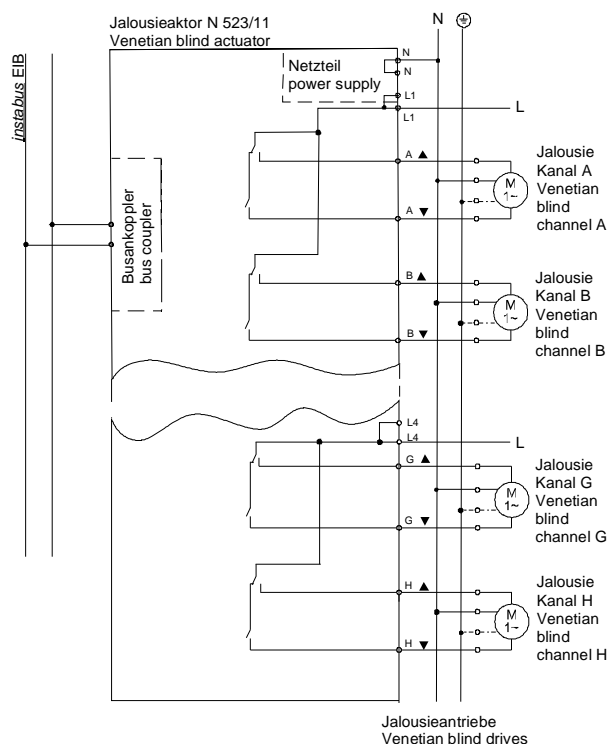 Jalousieaktor N 523/11
Venetian blind actuator
N
instabus EIB
Netzteil
power supply
N
N
L1
L1
L
Busankoppler
bus coupler
A ▲
A ▼
M
1~
Jalousie
Kanal A
Venetian
blind
channel A
B ▲
B ▼
M
1~
Jalousie
Kanal B
Venetian
blind
channel B
L4
L4
L
G ▲
G ▼
M
1~
Jalousie
Kanal G
Venetian
blind
channel G
H ▲
H ▼
M
1~
Jalousie
Kanal H
Venetian
blind
channel H
Jalousieantriebe
Venetian blind drives